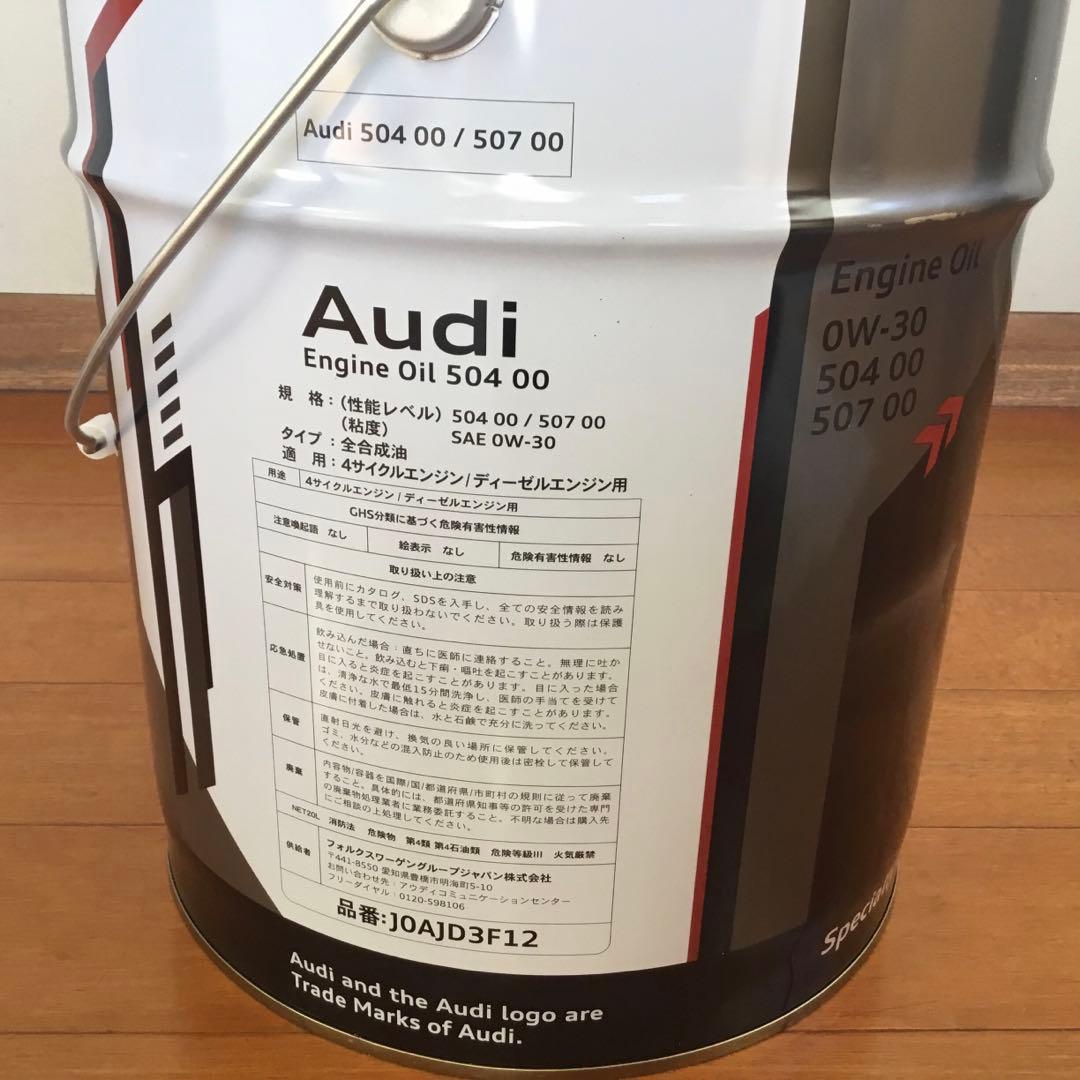 Audi 504 00 / 507 00
Audi
Engine Oil 504 00
規　格：（性能レベル）504 00 / 507 00
（粘度）　SAE 0W-30
タイプ：全合成油
適　用：4サイクルエンジン/ディーゼルエンジン用
用途　4サイクルエンジン/ディーゼルエンジン用
GHS分類に基づく危険有害性情報
注意喚起語　なし　絵表示　なし　危険有害性情報　なし
取り扱い上の注意
安全対策
使用前にカタログ、SDSを入手し、全ての安全情報を読み
理解するまで取り扱わないでください。取り扱う際は保護
具を使用してください。
応急処置
飲み込んだ場合：直ちに医師に連絡すること。無理に吐か
せないこと。飲み込むと下痢・嘔吐を起こすことがあります。
目に入ると炎症を起こすことがあります。目に入った場合
は、清浄な水で最低15分間洗浄し、医師の手当てを受けて
ください。皮膚に触れると炎症を起こすことがあります。
皮膚に付着した場合は、水と石鹸で充分に洗ってください。
保管
直射日光を避け、換気の良い場所に保管してください。
ゴミ、水分などの混入防止のため使用後は密栓して保管して
ください。
廃棄
内容物/容器を国際/国/都道府県/市町村の規則に従って廃棄
すること。具体的には、都道府県知事等の許可を受けた専門
の廃棄物処理業者に業務委託すること。不明な場合は購入先
にご相談の上処理してください。
NET20L　消防法　危険物　第4類 第4石油類　危険等級III　火気厳禁
供給者
フォルクスワーゲングループジャパン株式会社
〒441-8550 愛知県豊橋市明海町5-10
お問い合わせ先：アウディコミュニケーションセンター
フリーダイヤル：0120-598106
品番:J0AJD3F12
Audi and the Audi logo are
Trade Marks of Audi.
Engine Oil
0W-30
504 00
507 00